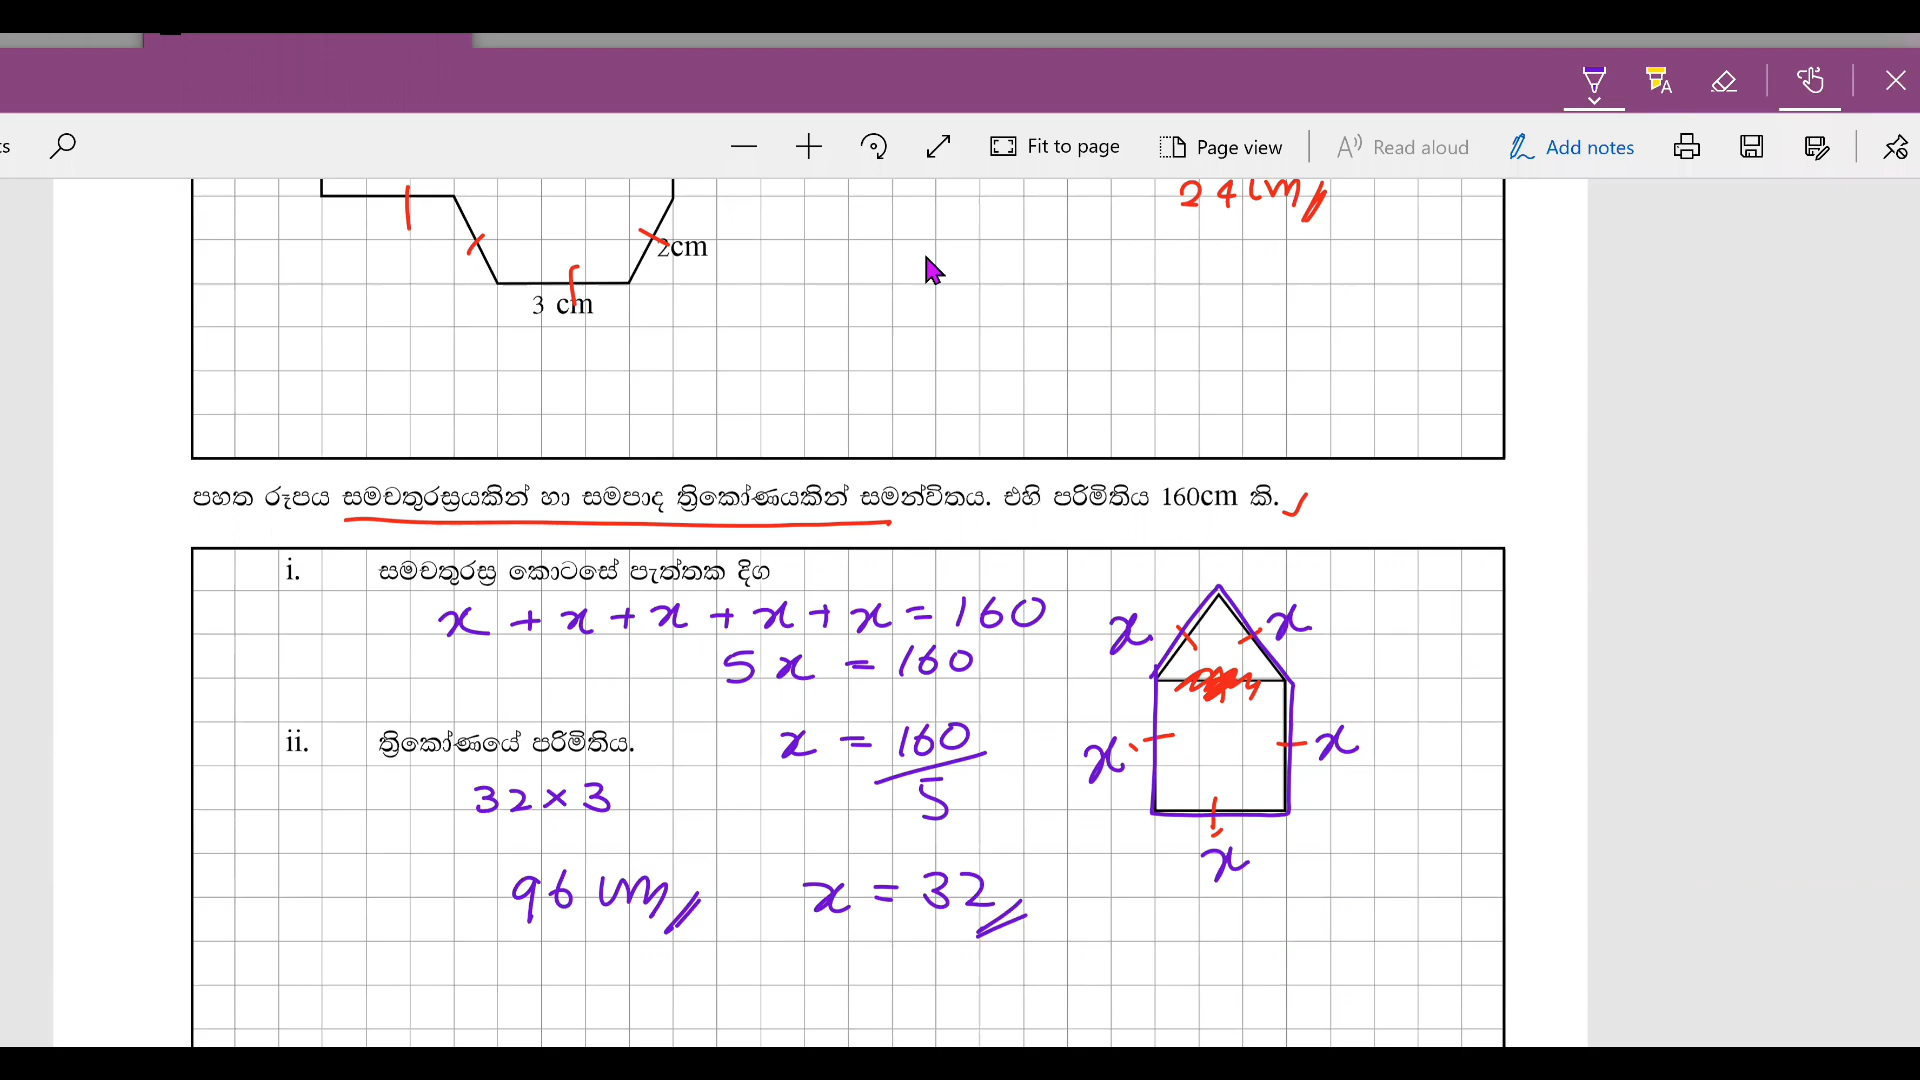 ts Fit to page Page view Read aloud Add notes
24cm
2cm
3 cm
පහත රූපය සමචතුරස්‍රයකින් හා සමපාද ත්‍රිකෝණයකින් සමන්විතය. එහි පරිමිතිය 160cm කි.
i. සමචතුරස්‍ර කොටසේ පැත්තක දිග
x + x + x + x + x = 160
5x = 160
x x
ii. ත්‍රිකෝණයේ පරිමිතිය.
x = 160
5
x x
32 × 3
x
96 cm
x = 32